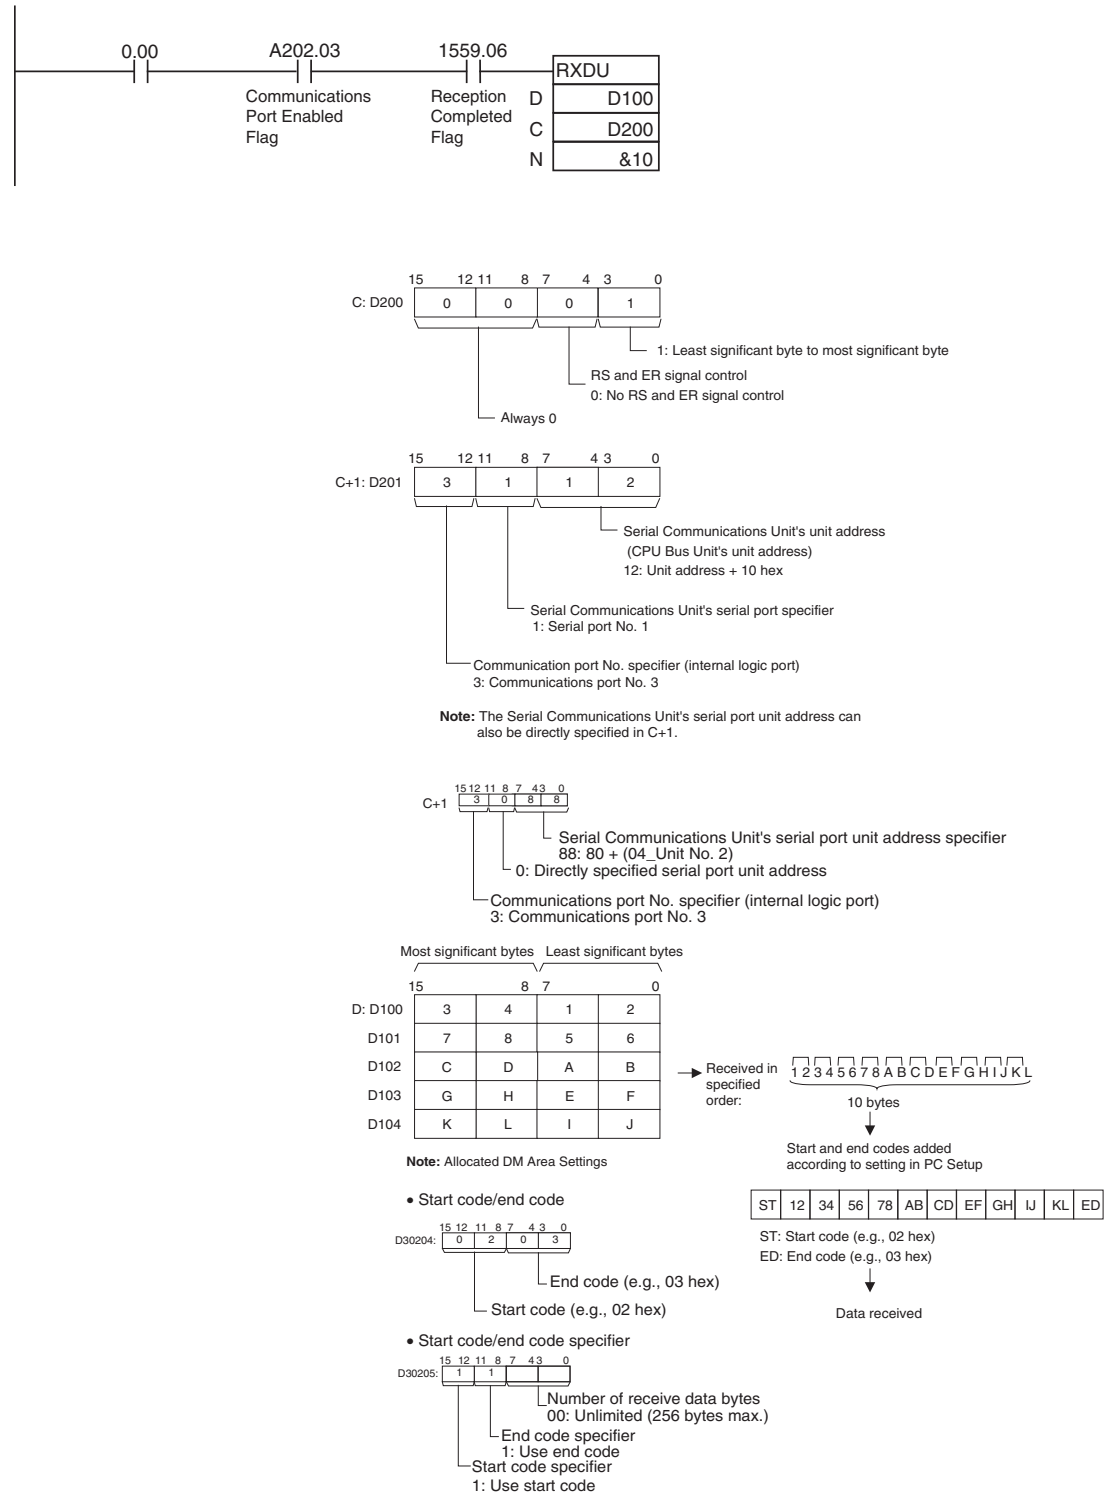 0.00 A202.03 1559.06
RXDU
Communications Port Enabled Flag
Reception Completed Flag
D D100
C D200
N &10
15 12 11 8 7 4 3 0
C: D200 0 0 0 1
1: Least significant byte to most significant byte
RS and ER signal control
0: No RS and ER signal control
Always 0
15 12 11 8 7 4 3 0
C+1: D201 3 1 1 2
Serial Communications Unit's unit address
(CPU Bus Unit's unit address)
12: Unit address + 10 hex
Serial Communications Unit's serial port specifier
1: Serial port No. 1
Communication port No. specifier (internal logic port)
3: Communications port No. 3
Note: The Serial Communications Unit's serial port unit address can
also be directly specified in C+1.
15 12 11 8 7 4 3 0
C+1 3 0 8 8
Serial Communications Unit's serial port unit address specifier
88: 80 + (04_Unit No. 2)
0: Directly specified serial port unit address
Communications port No. specifier (internal logic port)
3: Communications port No. 3
Most significant bytes Least significant bytes
15 8 7 0
D: D100 3 4 1 2
D101 7 8 5 6
D102 C D A B
D103 G H E F
D104 K L I J
Received in
specified
order:
1 2 3 4 5 6 7 8 A B C D E F G H I J K L
10 bytes
Start and end codes added
according to setting in PC Setup
Note: Allocated DM Area Settings
• Start code/end code
15 12 11 8 7 4 3 0
D30204: 0 2 0 3
End code (e.g., 03 hex)
Start code (e.g., 02 hex)
ST 12 34 56 78 AB CD EF GH IJ KL ED
ST: Start code (e.g., 02 hex)
ED: End code (e.g., 03 hex)
Data received
• Start code/end code specifier
15 12 11 8 7 4 3 0
D30205: 1 1
Number of receive data bytes
00: Unlimited (256 bytes max.)
End code specifier
1: Use end code
Start code specifier
1: Use start code